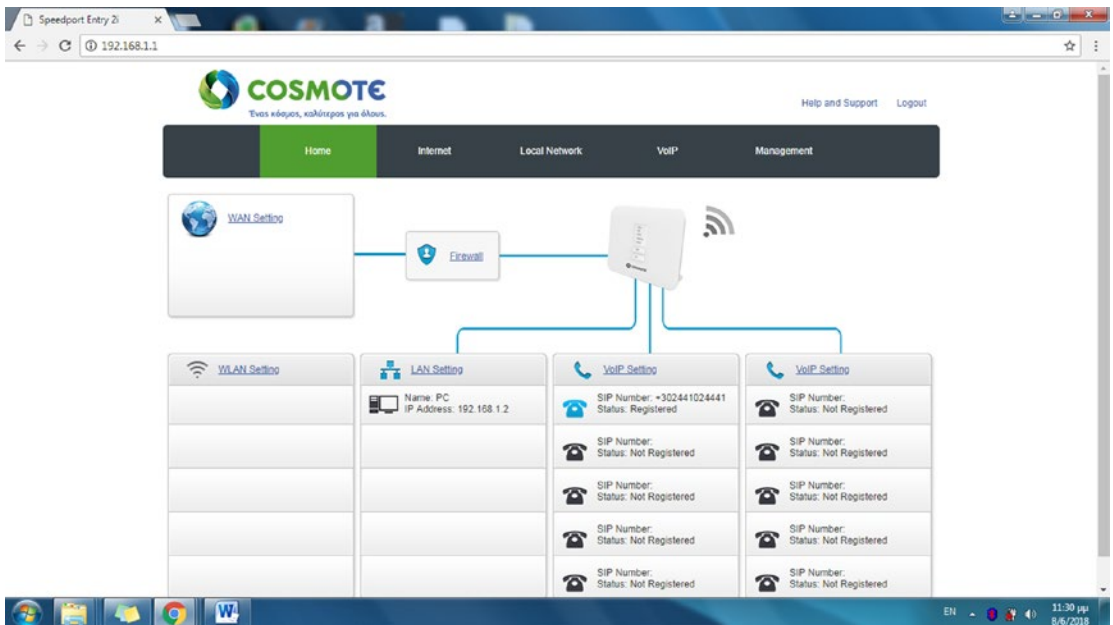 Speedport Entry 2i
192.168.1.1
COSMOTE
Ένας κόσμος, καλύτερος για όλους.
Help and Support Logout
Home Internet Local Network VoIP Management
WAN Setting
Firewall
WLAN Setting
LAN Setting
Name: PC
IP Address: 192.168.1.2
VoIP Setting
SIP Number: +302441024441
Status: Registered
SIP Number:
Status: Not Registered
SIP Number:
Status: Not Registered
SIP Number:
Status: Not Registered
SIP Number:
Status: Not Registered
VoIP Setting
SIP Number:
Status: Not Registered
SIP Number:
Status: Not Registered
SIP Number:
Status: Not Registered
SIP Number:
Status: Not Registered
SIP Number:
Status: Not Registered
EN
11:30 μμ
8/6/2018